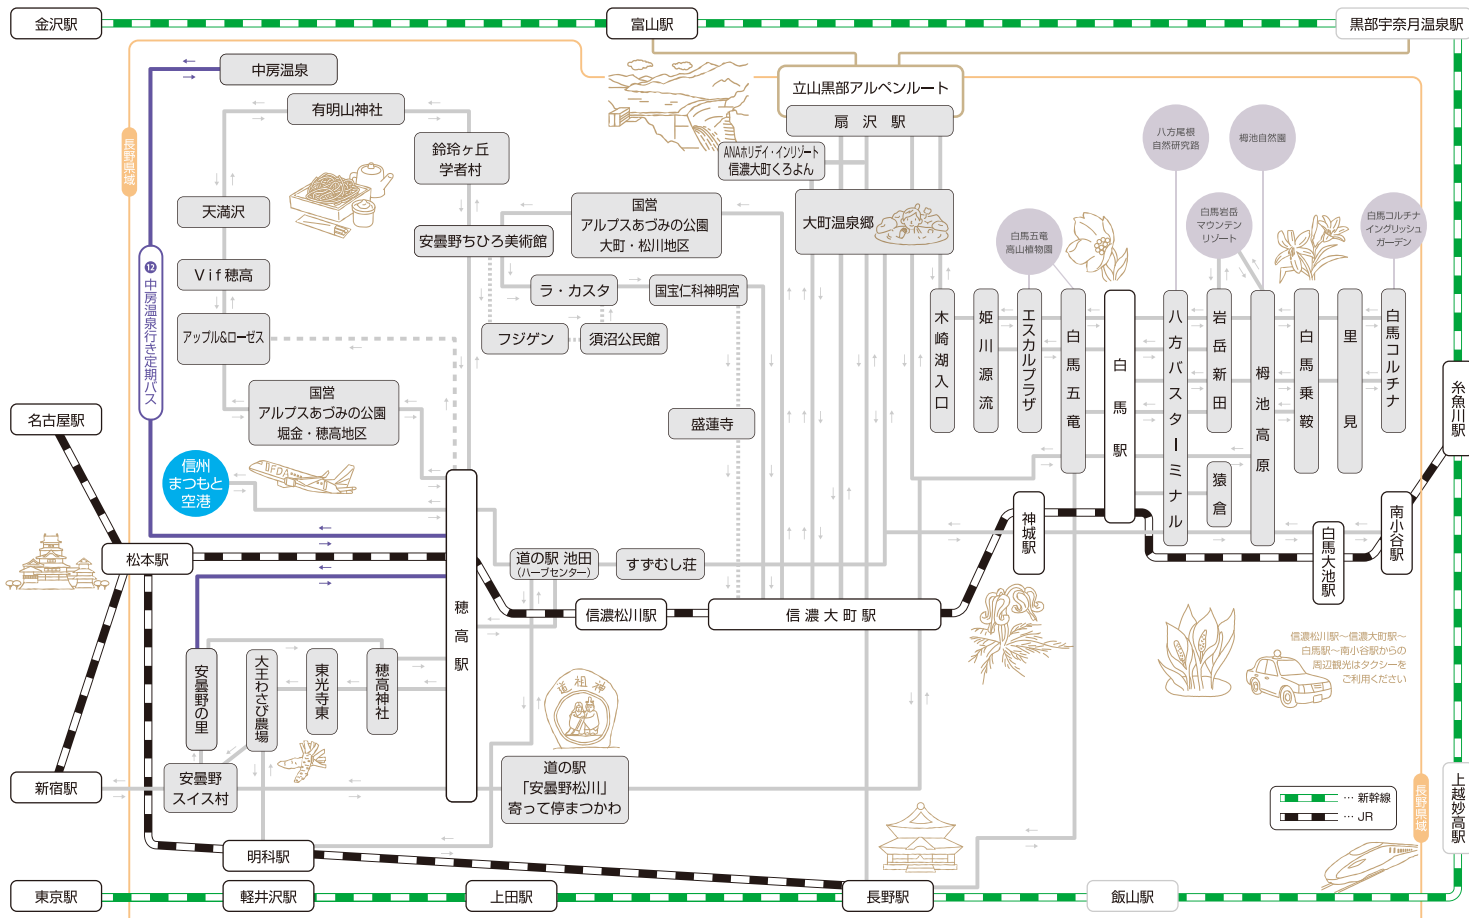 金沢駅
富山駅
黒部宇奈月温泉駅
中房温泉
有明山神社
鈴玲ヶ丘
学者村
立山黒部アルペンルート
扇沢駅
ANAホリデイ・インリゾート
信濃大町くろよん
八方尾根
自然研究路
栂池自然園
長野県域
天満沢
国営
アルプスあづみの公園
大町・松川地区
大町温泉郷
白馬五竜
高山植物園
白馬岩岳
マウンテン
リゾート
白馬コルチナ
イングリッシュ
ガーデン
安曇野ちひろ美術館
Vif穂高
⑫中房温泉行き定期バス
ラ・カスタ
国宝仁科神明宮
アップル&ローゼス
フジゲン
須沼公民館
木崎湖入口
姫川源流
エスカルプラザ
白馬五竜
白馬駅
八方バスターミナル
岩岳新田
栂池高原
白馬乗鞍
里見
白馬コルチナ
国営
アルプスあづみの公園
堀金・穂高地区
盛蓮寺
名古屋駅
糸魚川駅
信州
まつもと
空港
FDA
猿倉
神城駅
南小谷駅
白馬大池駅
松本駅
道の駅 池田
(ハーブセンター)
すずむし荘
穂高駅
信濃松川駅
信濃大町駅
信濃松川駅〜信濃大町駅〜
白馬駅〜南小谷駅からの
周辺観光はタクシーを
ご利用ください
安曇野の里
大王わさび農場
東光寺東
穂高神社
道祖神
新宿駅
安曇野
スイス村
道の駅
「安曇野松川」
寄って停まつかわ
… 新幹線
… JR
長野県域
上越妙高駅
明科駅
東京駅
軽井沢駅
上田駅
長野駅
飯山駅